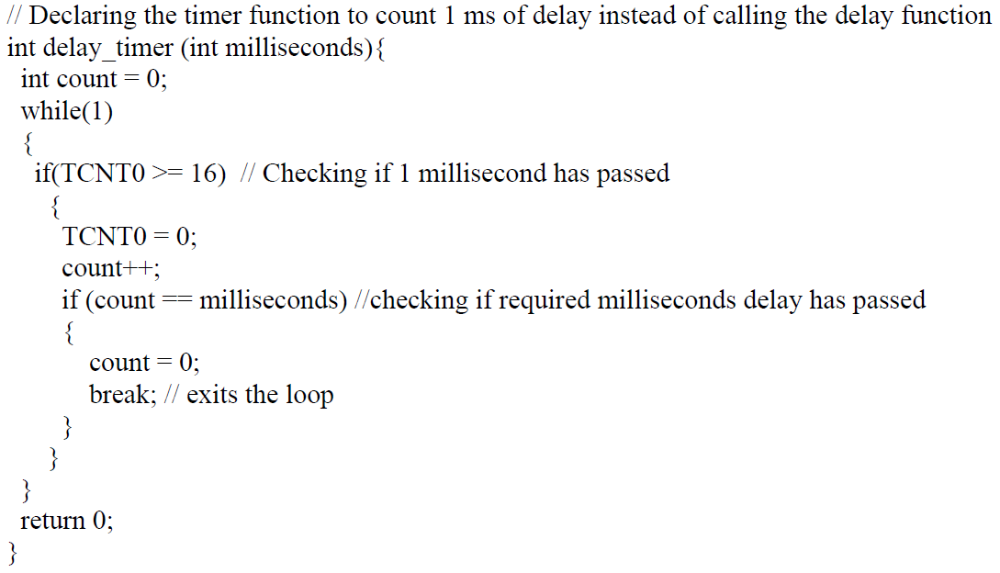 // Declaring the timer function to count 1 ms of delay instead of calling the delay function
int delay_timer (int milliseconds){
int count = 0;
while(1)
{
if(TCNT0 >= 16)  // Checking if 1 millisecond has passed
{
TCNT0 = 0;
count++;
if (count == milliseconds) //checking if required milliseconds delay has passed
{
count = 0;
break; // exits the loop
}
}
}
return 0;
}